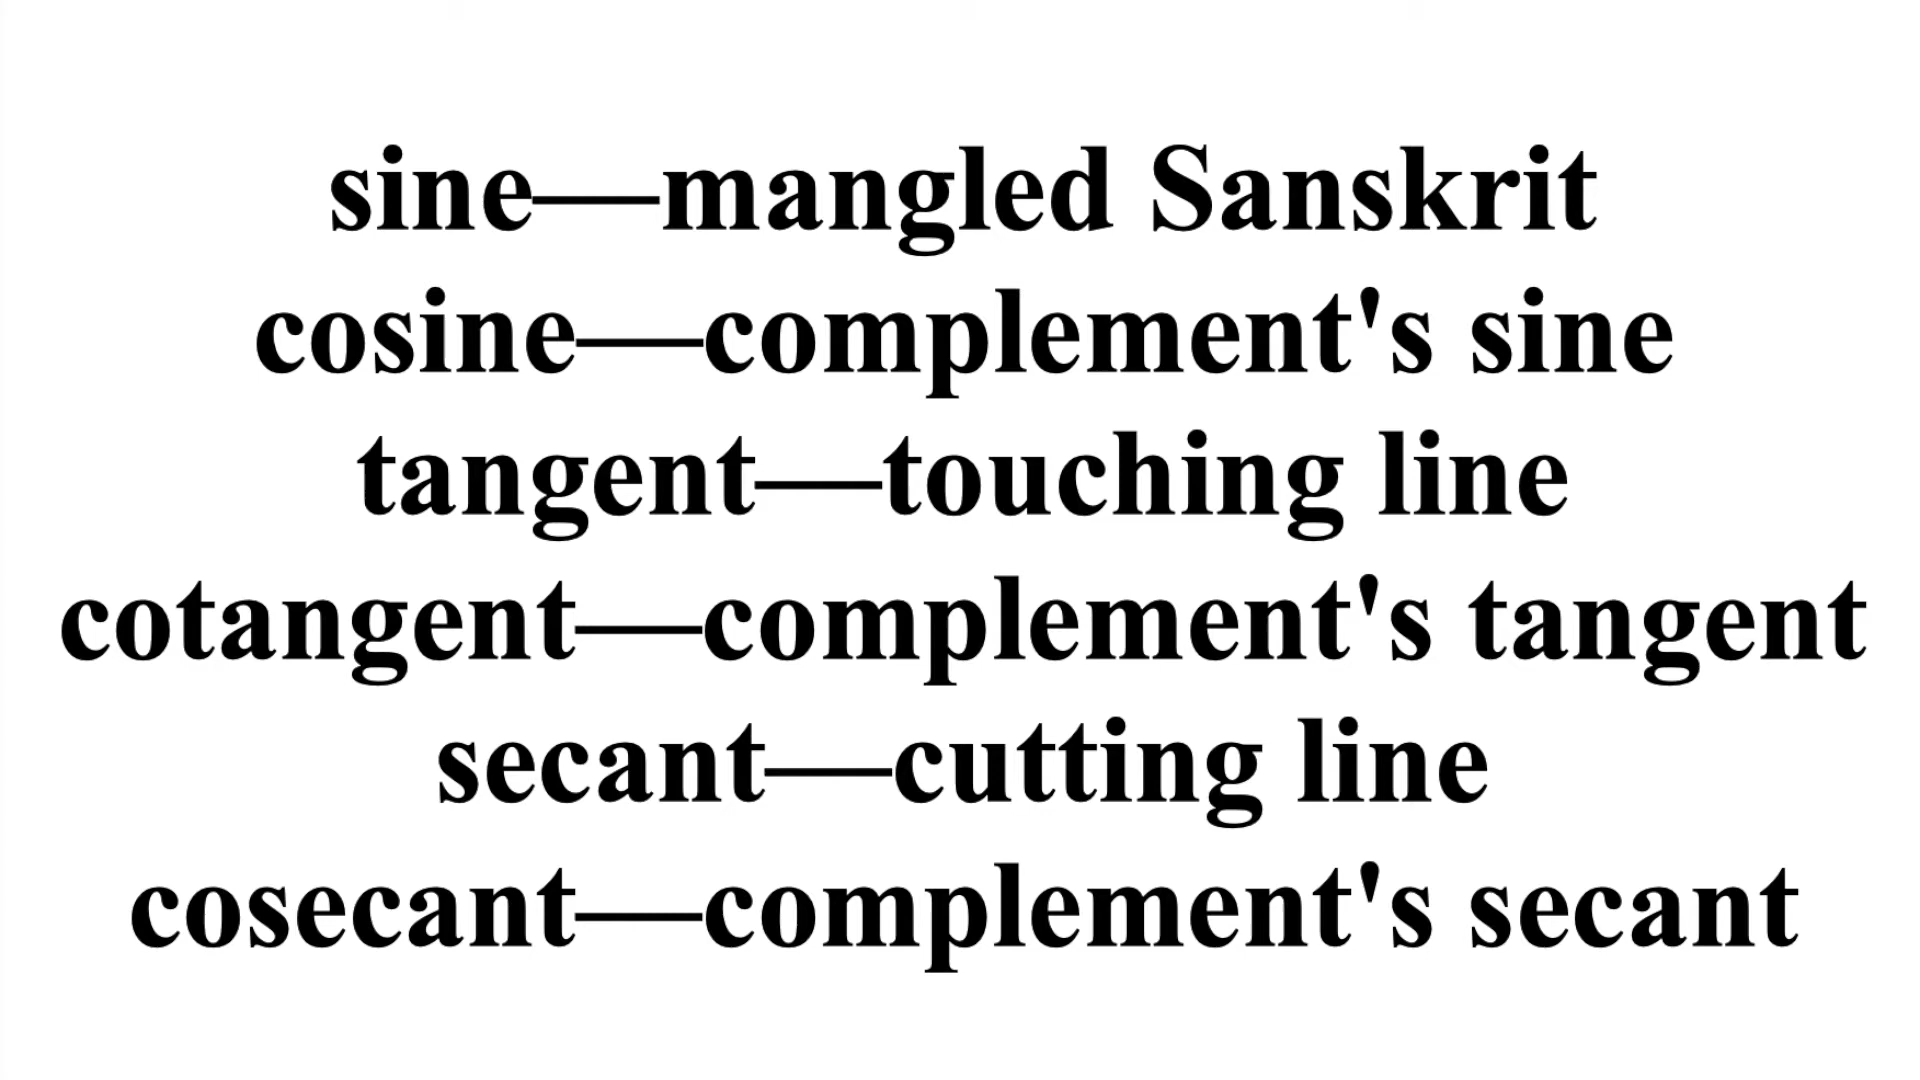 sine—mangled Sanskrit
cosine—complement's sine
tangent—touching line
cotangent—complement's tangent
secant—cutting line
cosecant—complement's secant